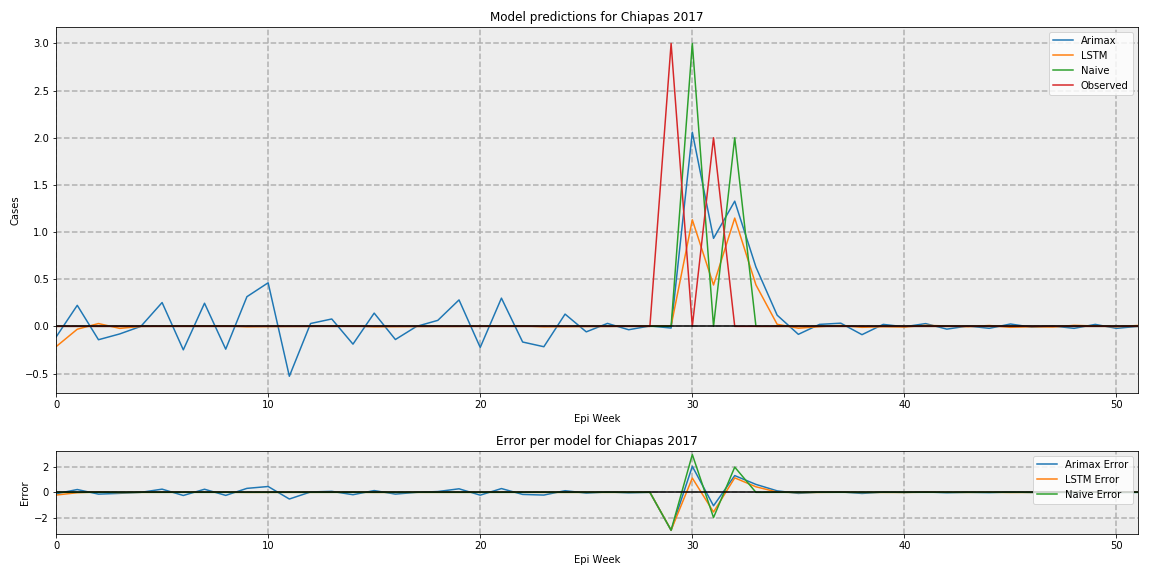 Model predictions for Chiapas 2017
Arimax
LSTM
Naive
Observed
3.0
2.5
2.0
1.5
1.0
0.5
0.0
−0.5
Cases
0
10
20
30
40
50
Epi Week
Error per model for Chiapas 2017
Arimax Error
LSTM Error
Naive Error
2
0
−2
Error
0
10
20
30
40
50
Epi Week